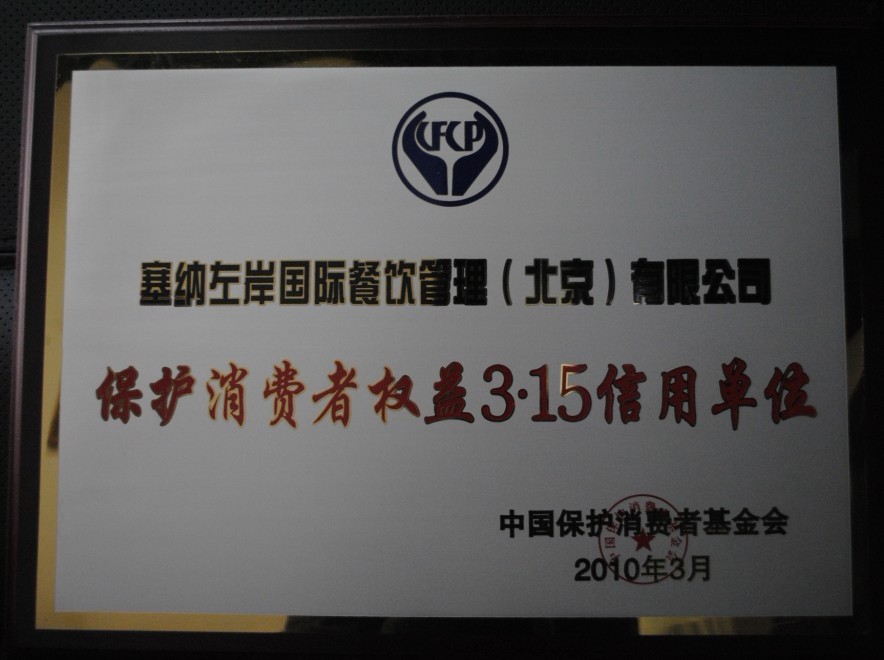 CFCP
塞纳左岸国际餐饮管理（北京）有限公司
保护消费者权益3·15信用单位
中国保护消费者基金会
2010年3月